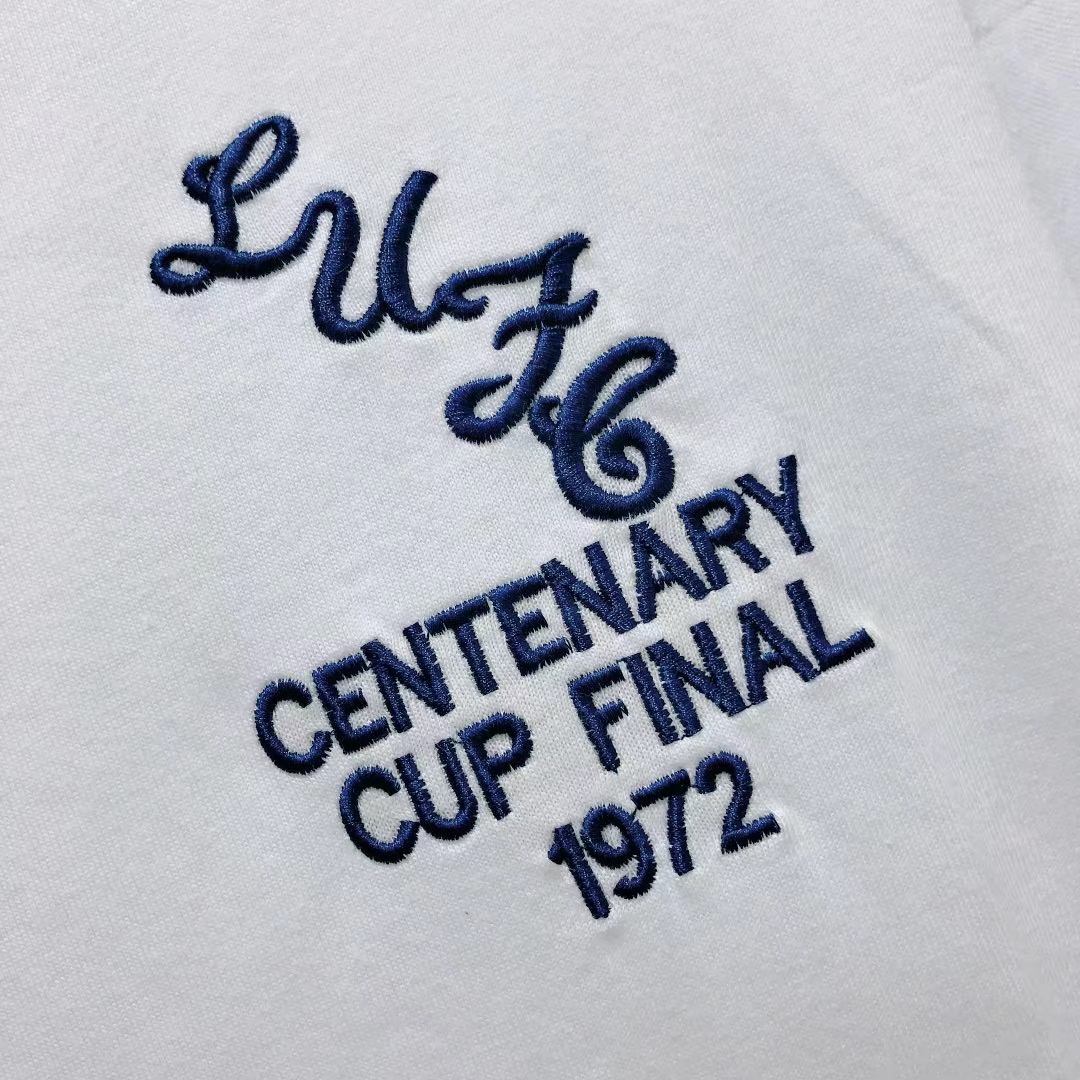 LUFC
CENTENARY
CUP FINAL
1972